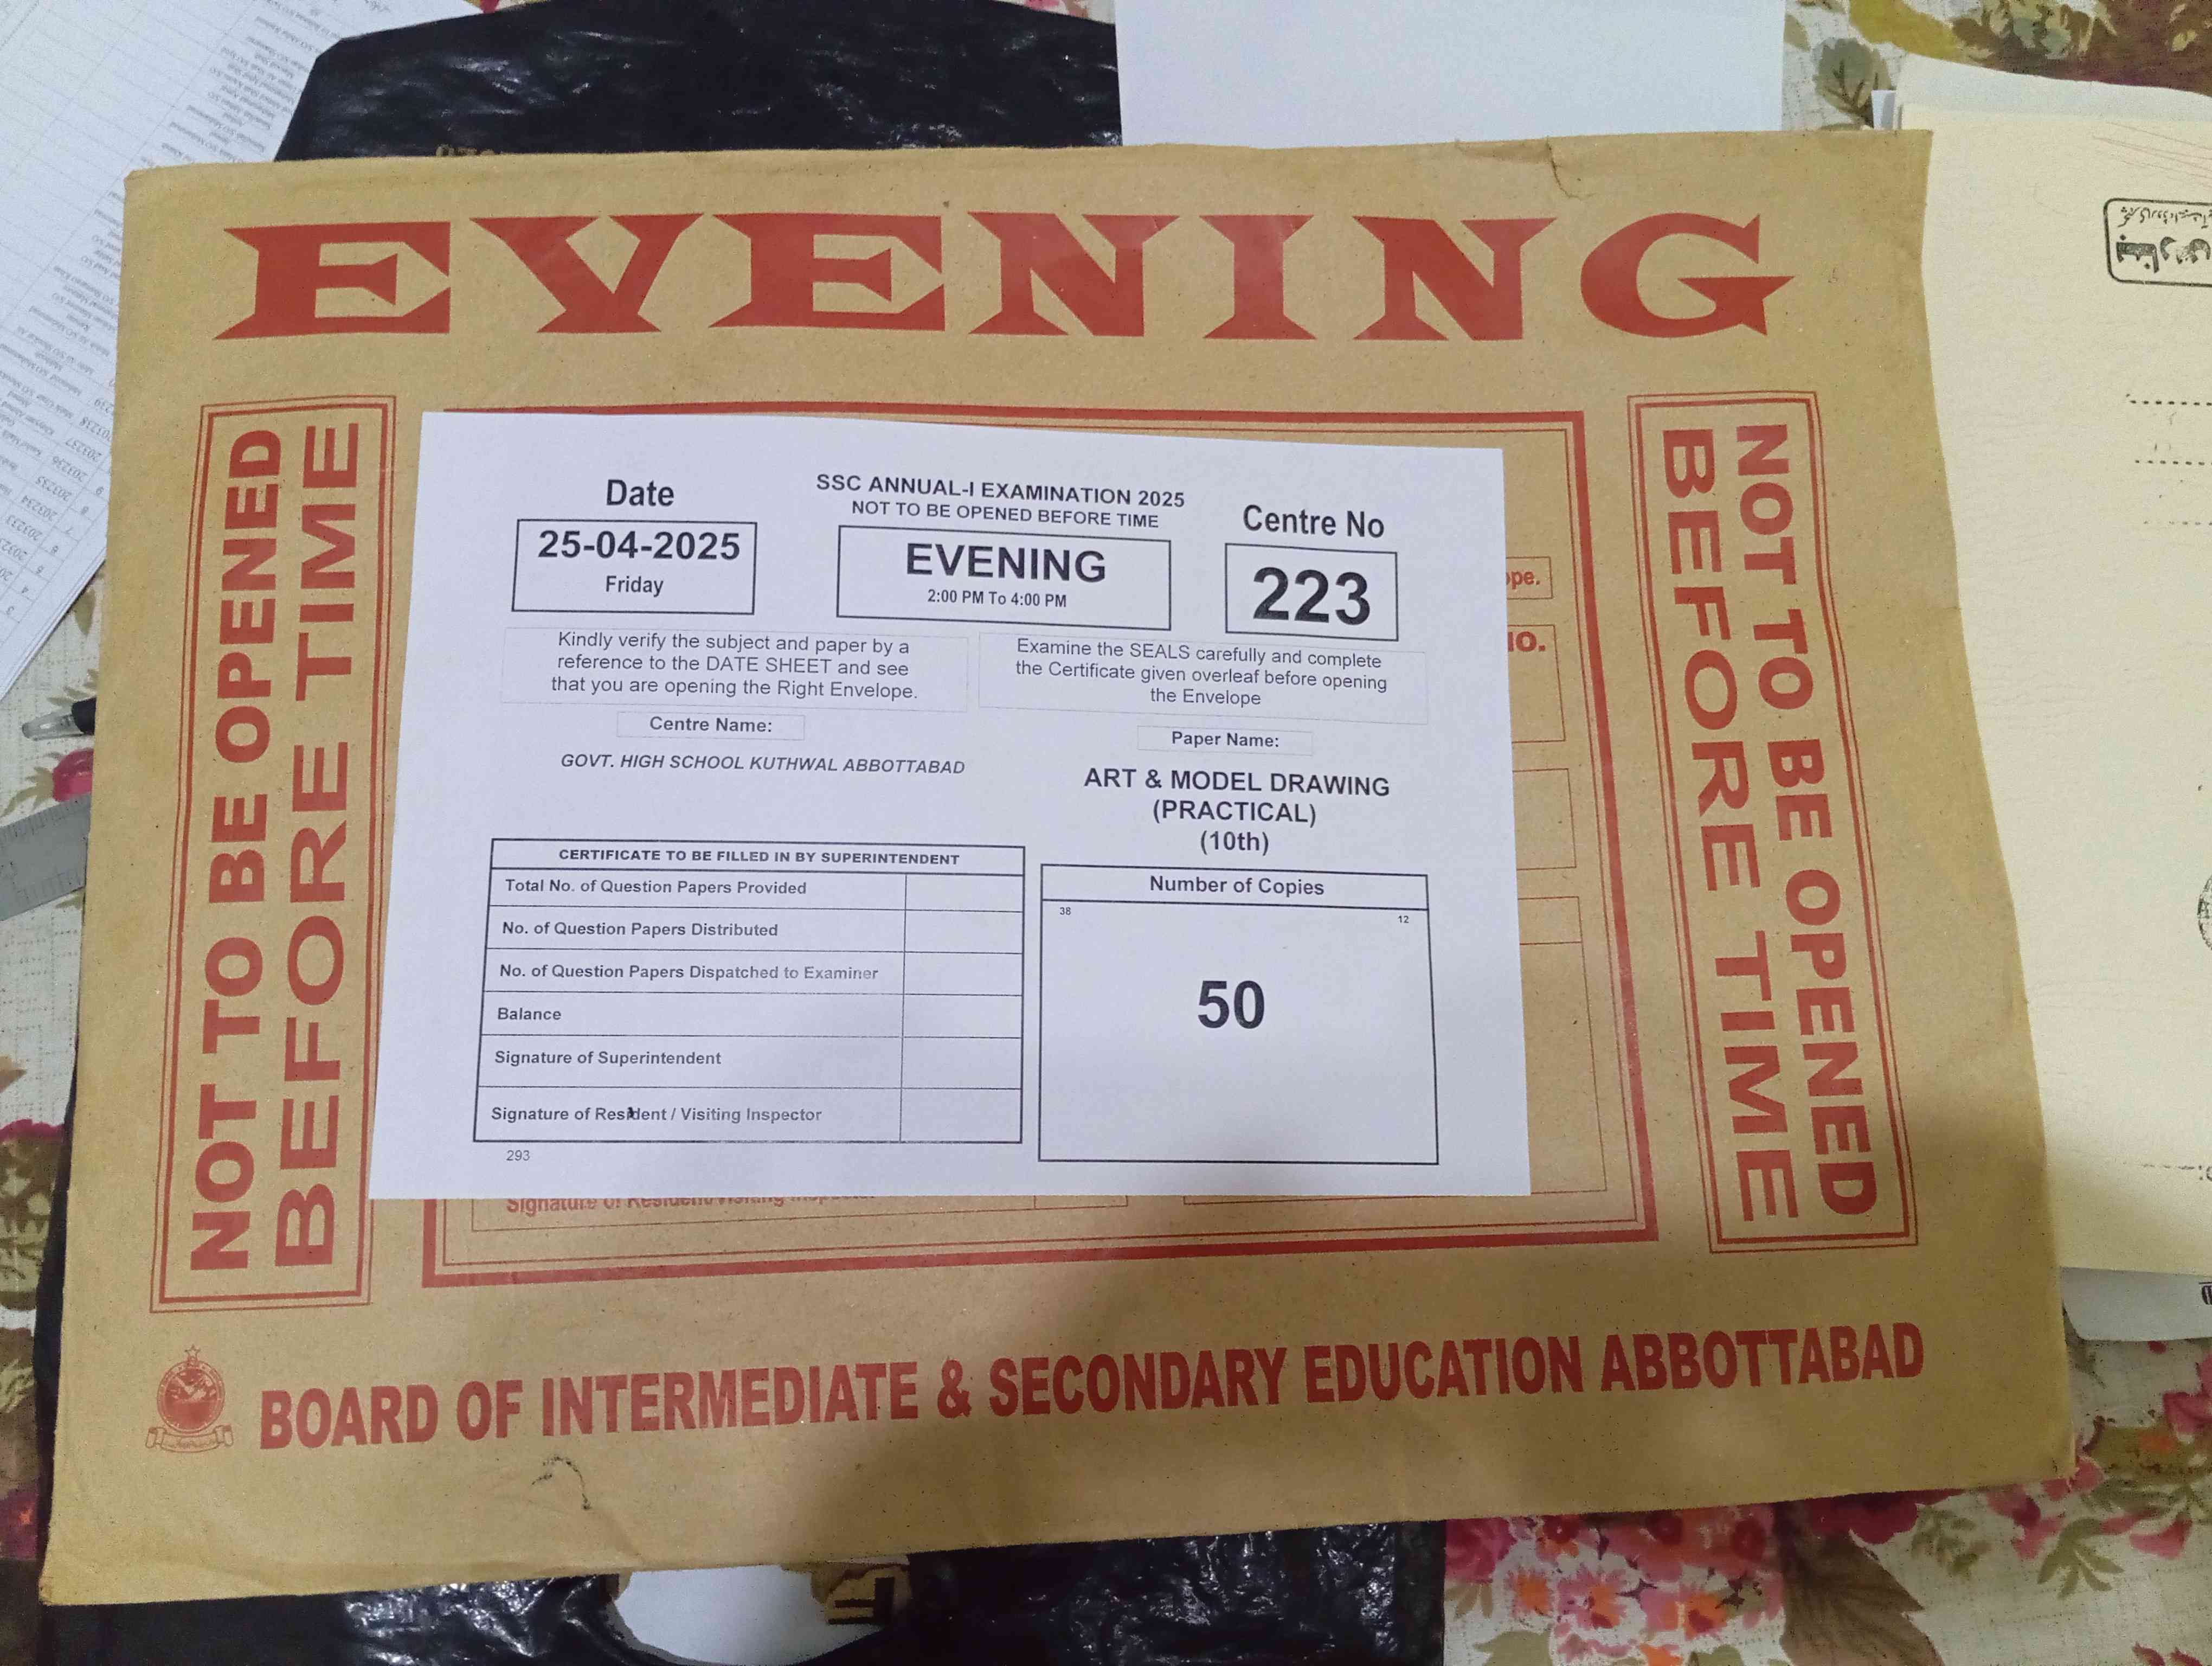 EVENING
NOT TO BE OPENED
BEFORE TIME
Date
25-04-2025
Friday
SSC ANNUAL-I EXAMINATION 2025
NOT TO BE OPENED BEFORE TIME
EVENING
2:00 PM To 4:00 PM
Centre No
223
Kindly verify the subject and paper by a
reference to the DATE SHEET and see
that you are opening the Right Envelope.
Examine the SEALS carefully and complete
the Certificate given overleaf before opening
the Envelope
Centre Name:
GOVT. HIGH SCHOOL KUTHWAL ABBOTTABAD
Paper Name:
ART & MODEL DRAWING
(PRACTICAL)
(10th)
CERTIFICATE TO BE FILLED IN BY SUPERINTENDENT
Total No. of Question Papers Provided
No. of Question Papers Distributed
No. of Question Papers Dispatched to Examiner
Balance
Signature of Superintendent
Signature of Resident / Visiting Inspector
293
Number of Copies
38 12
50
NOT TO BE OPENED
BEFORE TIME
Signature of Resident/Visiting Inspector
BOARD OF INTERMEDIATE & SECONDARY EDUCATION ABBOTTABAD